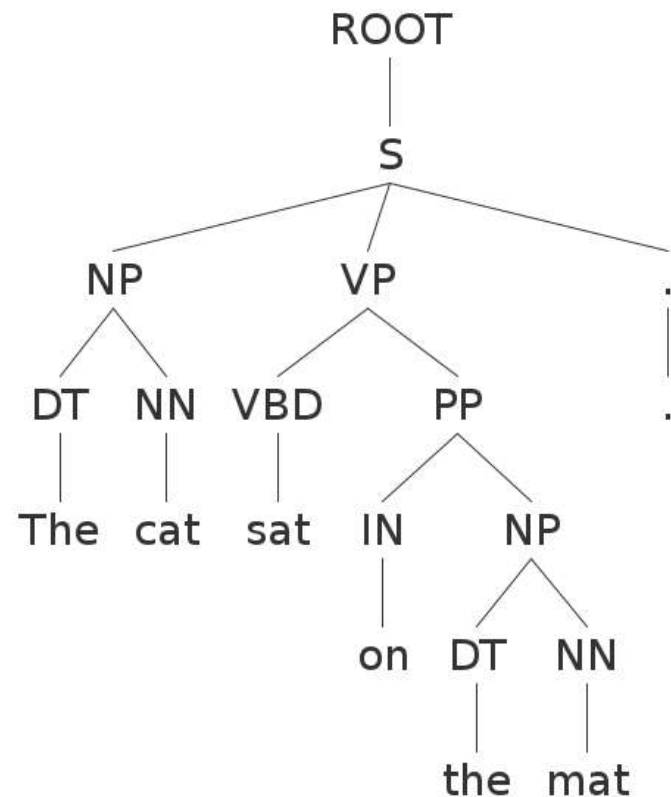 ROOT
S
NP VP .
DT NN VBD PP .
The cat sat IN NP
on DT NN
the mat